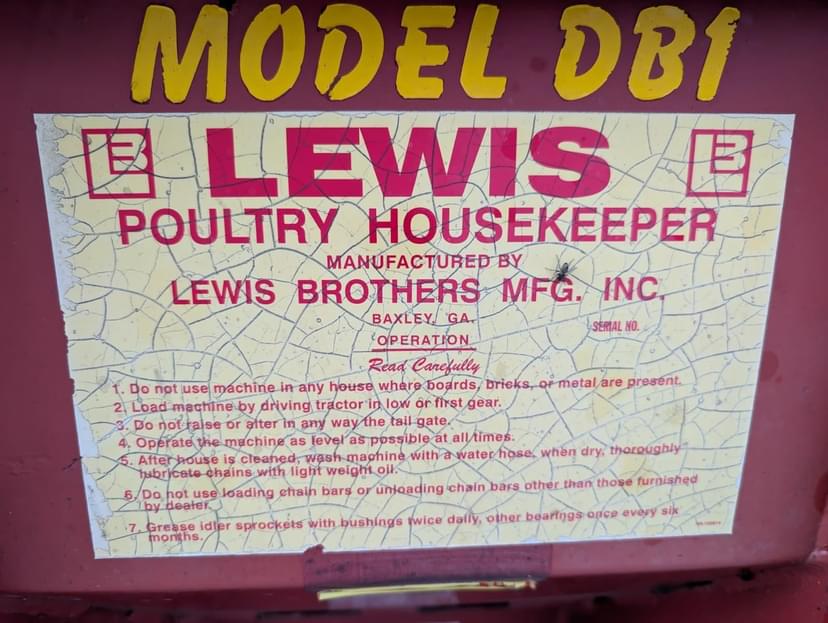 MODEL DB1
LB LEWIS LB
POULTRY HOUSEKEEPER
MANUFACTURED BY
LEWIS BROTHERS MFG. INC.
BAXLEY, GA.
SERIAL NO.
OPERATION
Read Carefully
1. Do not use machine in any house where boards, bricks, or metal are present.
2. Load machine by driving tractor in low or first gear.
3. Do not raise or alter in any way the tail gate.
4. Operate the machine as level as possible at all times.
5. After house is cleaned, wash machine with a water hose, when dry, thoroughly
lubricate chains with light weight oil.
6. Do not use loading chain bars or unloading chain bars other than those furnished
by dealer.
7. Grease idler sprockets with bushings twice daily, other bearings once every six
months.